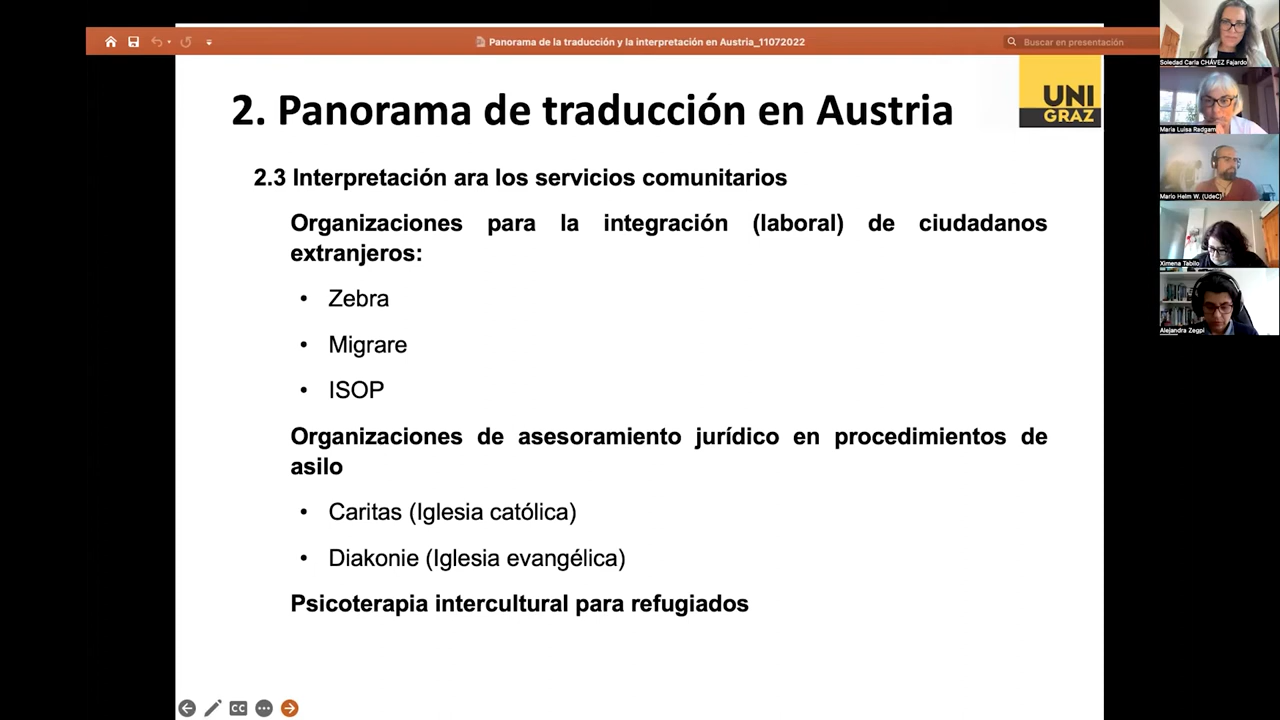 Panorama de la traducción y la interpretación en Austria_11072022
Buscar en presentación
2. Panorama de traducción en Austria
UNI
GRAZ
2.3 Interpretación ara los servicios comunitarios
Organizaciones para la integración (laboral) de ciudadanos
extranjeros:
• Zebra
• Migrare
• ISOP
Organizaciones de asesoramiento jurídico en procedimientos de
asilo
• Caritas (Iglesia católica)
• Diakonie (Iglesia evangélica)
Psicoterapia intercultural para refugiados
CC
Soledad Carla CHÁVEZ Fajardo
María Luisa Redgam
Mario Helm W. (UdeC)
Ximena Tabilo
Alejandra Zegpi